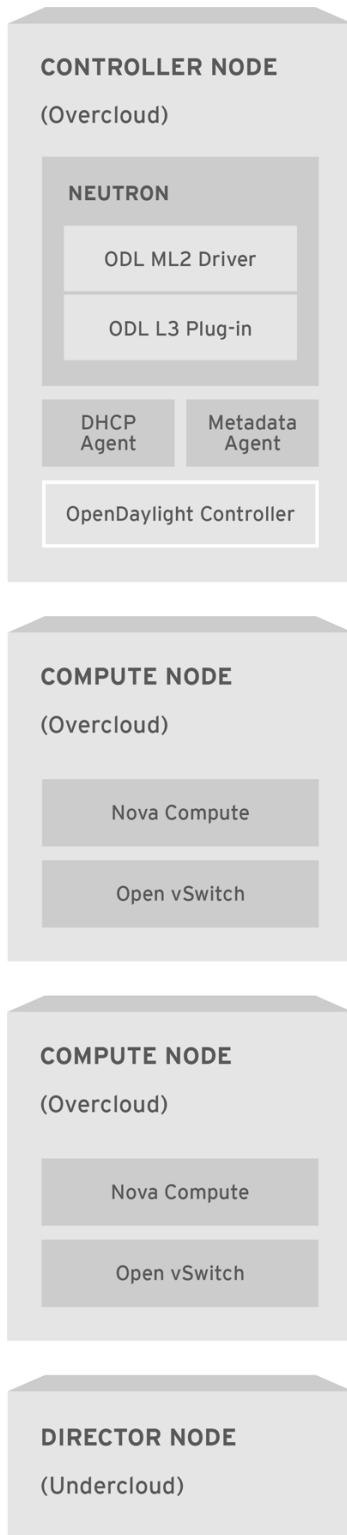 CONTROLLER NODE
(Overcloud)
NEUTRON
ODL ML2 Driver
ODL L3 Plug-in
DHCP
Agent
Metadata
Agent
OpenDaylight Controller
COMPUTE NODE
(Overcloud)
Nova Compute
Open vSwitch
COMPUTE NODE
(Overcloud)
Nova Compute
Open vSwitch
DIRECTOR NODE
(Undercloud)